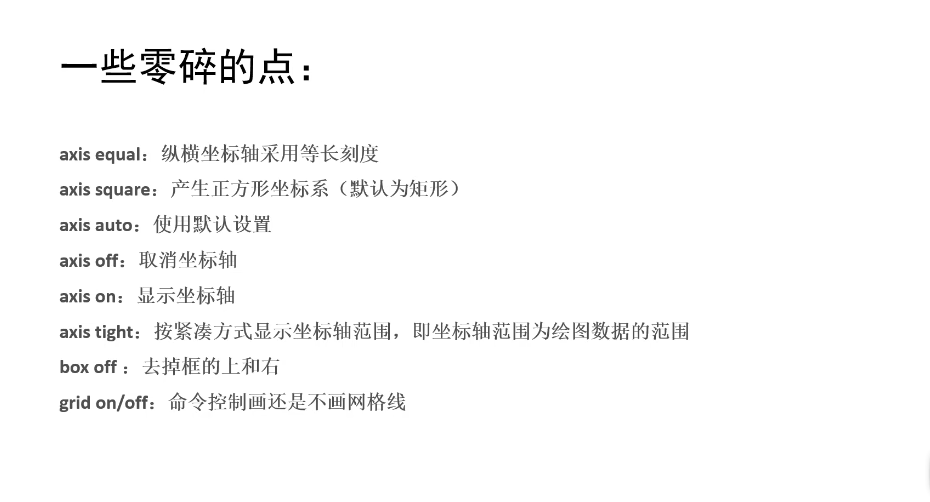 一些零碎的点：
axis equal：纵横坐标轴采用等长刻度
axis square：产生正方形坐标系（默认为矩形）
axis auto：使用默认设置
axis off：取消坐标轴
axis on：显示坐标轴
axis tight：按紧凑方式显示坐标轴范围，即坐标轴范围为绘图数据的范围
box off ：去掉框的上和右
grid on/off：命令控制画还是不画网格线